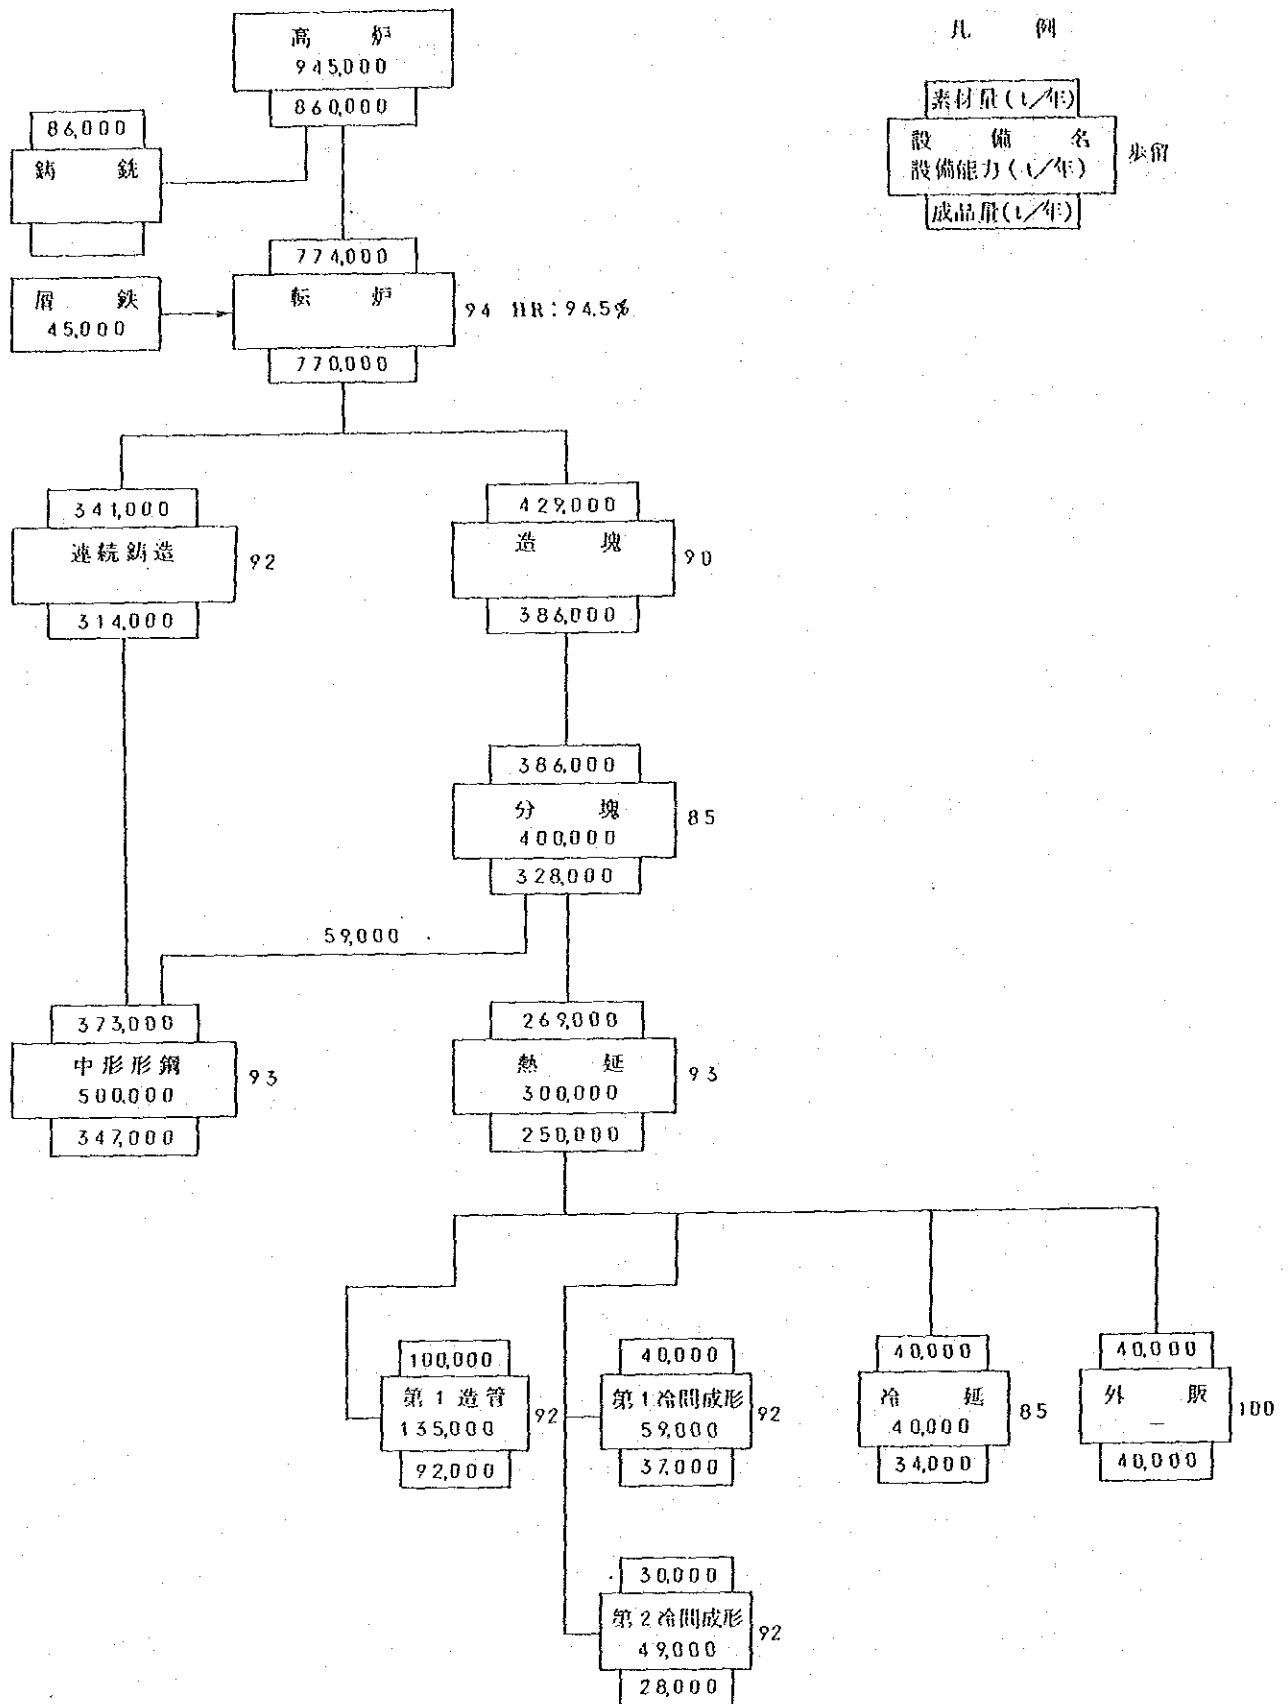 高炉
945,000
860,000
凡例
素材量(t/年)
設備名
設備能力(t/年)
成品量(t/年)
歩留
86,000
鋳銑
774,000
転炉
770,000
94 HR:94.5%
屑鉄
45,000
341,000
連続鋳造
314,000
92
429,000
造塊
386,000
90
386,000
分塊
400,000
328,000
85
59,000
373,000
中形形鋼
500,000
347,000
93
269,000
熱延
300,000
250,000
93
100,000
第1造管
135,000
92,000
92
40,000
第1冷間成形
59,000
37,000
92
40,000
冷延
40,000
34,000
85
40,000
外販
—
40,000
100
30,000
第2冷間成形
49,000
28,000
92